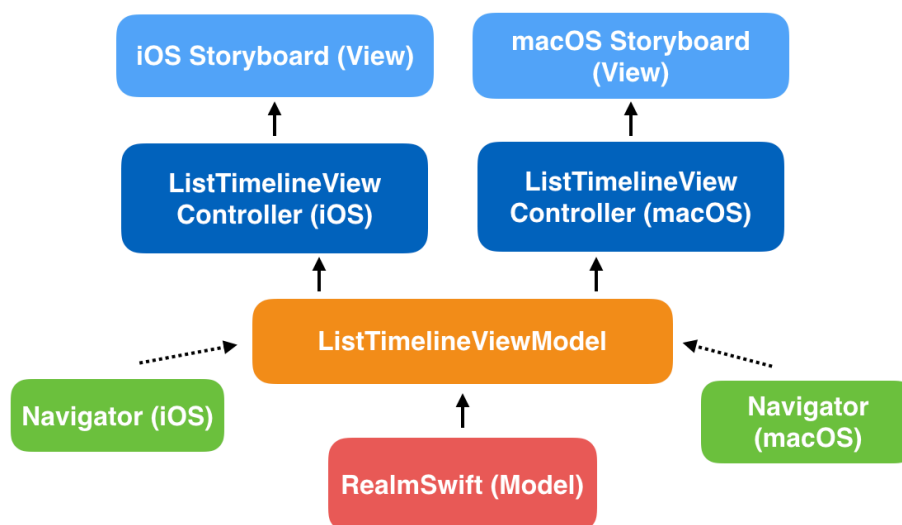 iOS Storyboard (View)
macOS Storyboard
(View)
ListTimelineView
Controller (iOS)
ListTimelineView
Controller (macOS)
ListTimelineViewModel
Navigator (iOS)
Navigator
(macOS)
RealmSwift (Model)